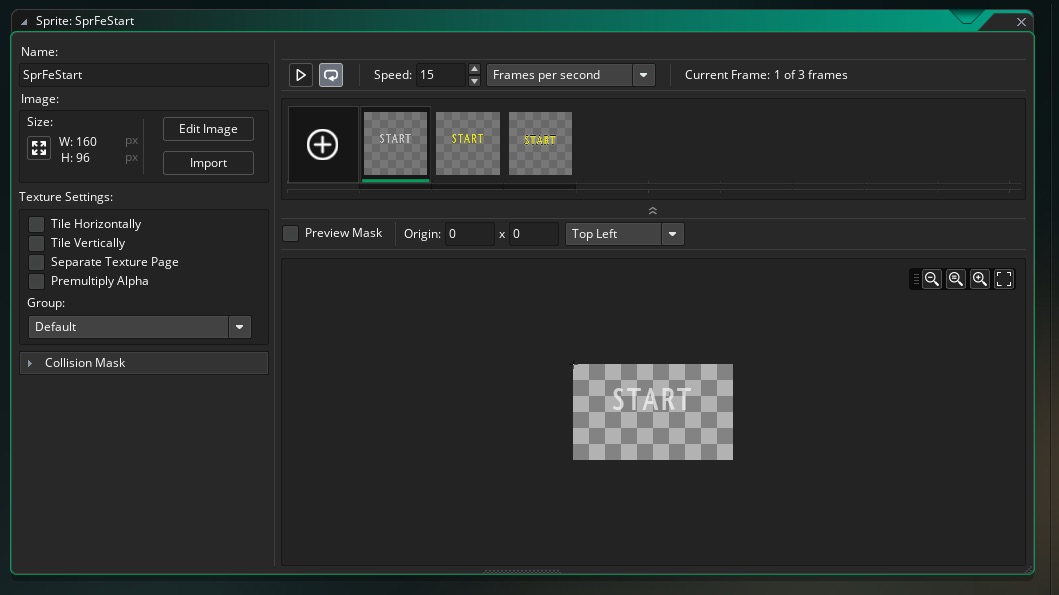 Sprite: SprFeStart
Name:
SprFeStart
Image:
Size:
W: 160 px
H: 96 px
Edit Image
Import
Texture Settings:
Tile Horizontally
Tile Vertically
Separate Texture Page
Premultiply Alpha
Group:
Default
Collision Mask
Speed: 15 Frames per second Current Frame: 1 of 3 frames
START START START
Preview Mask Origin: 0 x 0 Top Left
START